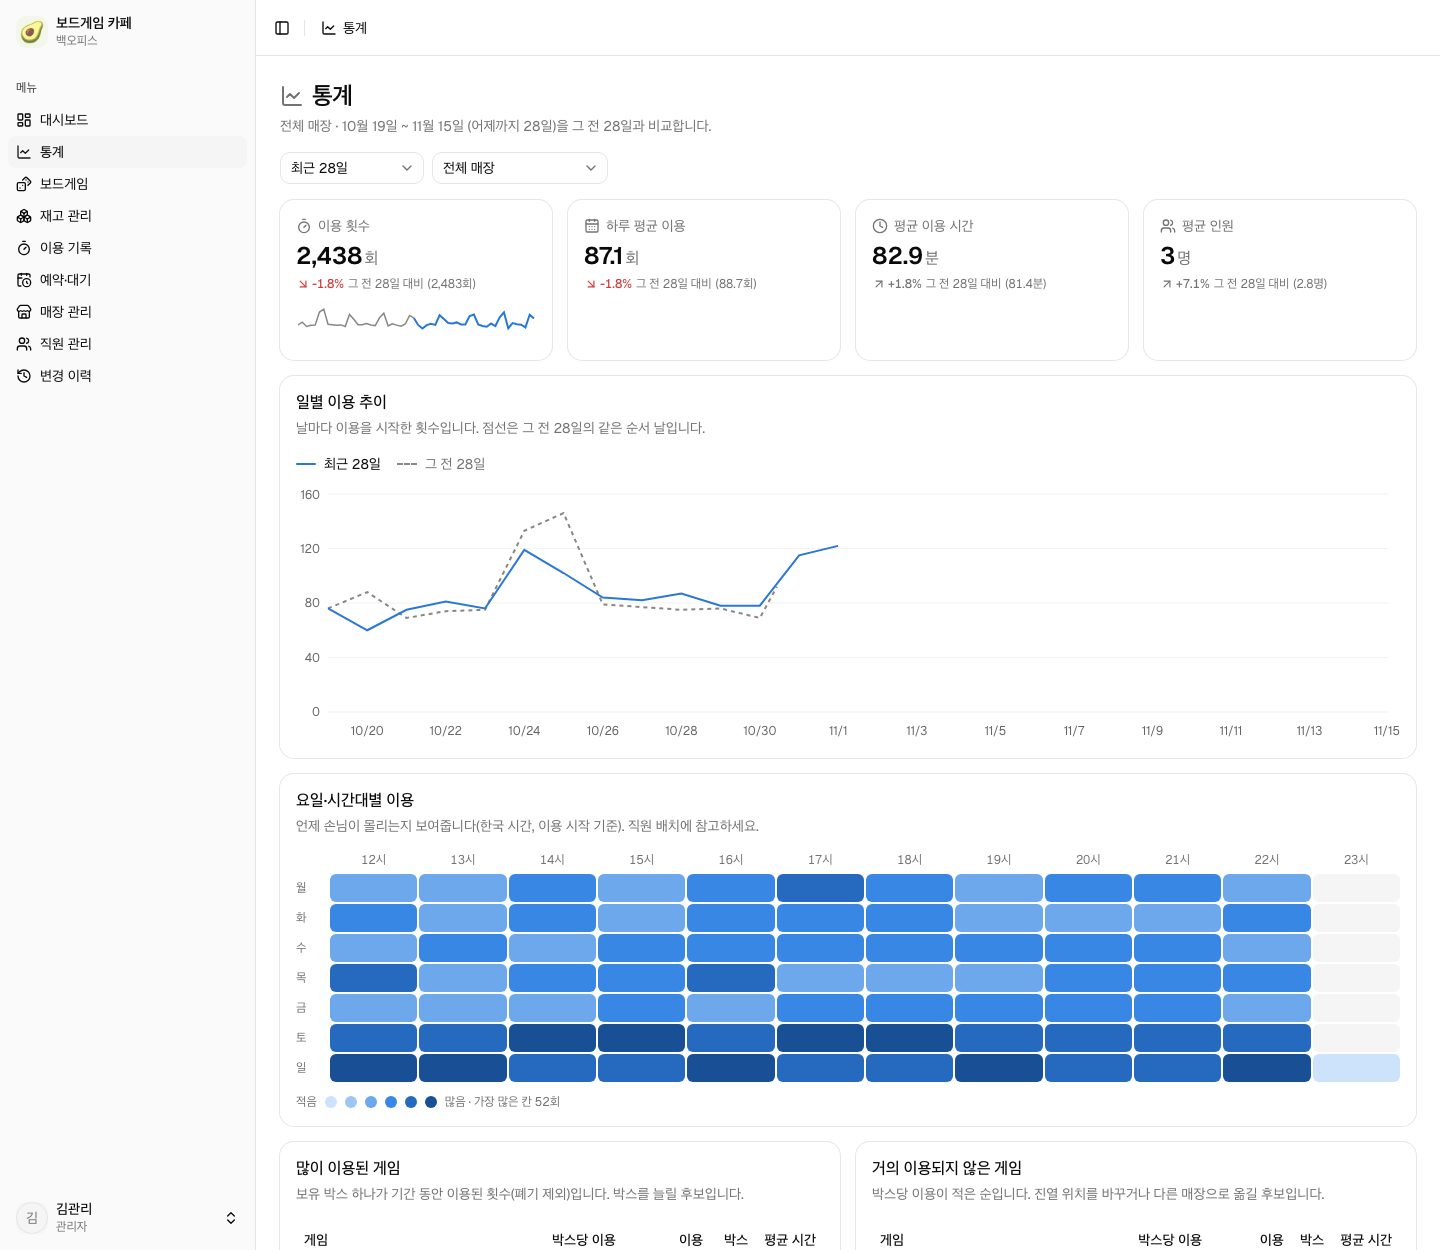 보드게임 카페
백오피스
메뉴
대시보드
통계
보드게임
재고 관리
이용 기록
예약·대기
매장 관리
직원 관리
변경 이력
김
김관리
관리자
통계
통계
전체 매장 · 10월 19일 ~ 11월 15일 (어제까지 28일)을 그 전 28일과 비교합니다.
최근 28일
전체 매장
이용 횟수
2,438회
-1.8% 그 전 28일 대비 (2,483회)
하루 평균 이용
87.1회
-1.8% 그 전 28일 대비 (88.7회)
평균 이용 시간
82.9분
+1.8% 그 전 28일 대비 (81.4분)
평균 인원
3명
+7.1% 그 전 28일 대비 (2.8명)
일별 이용 추이
날마다 이용을 시작한 횟수입니다. 점선은 그 전 28일의 같은 순서 날입니다.
최근 28일 그 전 28일
160
120
80
40
0
10/20 10/22 10/24 10/26 10/28 10/30 11/1 11/3 11/5 11/7 11/9 11/11 11/13 11/15
요일·시간대별 이용
언제 손님이 몰리는지 보여줍니다(한국 시간, 이용 시작 기준). 직원 배치에 참고하세요.
12시 13시 14시 15시 16시 17시 18시 19시 20시 21시 22시 23시
월
화
수
목
금
토
일
적음 많음 · 가장 많은 칸 52회
많이 이용된 게임
보유 박스 하나가 기간 동안 이용된 횟수(폐기 제외)입니다. 박스를 늘릴 후보입니다.
게임 박스당 이용 이용 박스 평균 시간
거의 이용되지 않은 게임
박스당 이용이 적은 순입니다. 진열 위치를 바꾸거나 다른 매장으로 옮길 후보입니다.
게임 박스당 이용 이용 박스 평균 시간